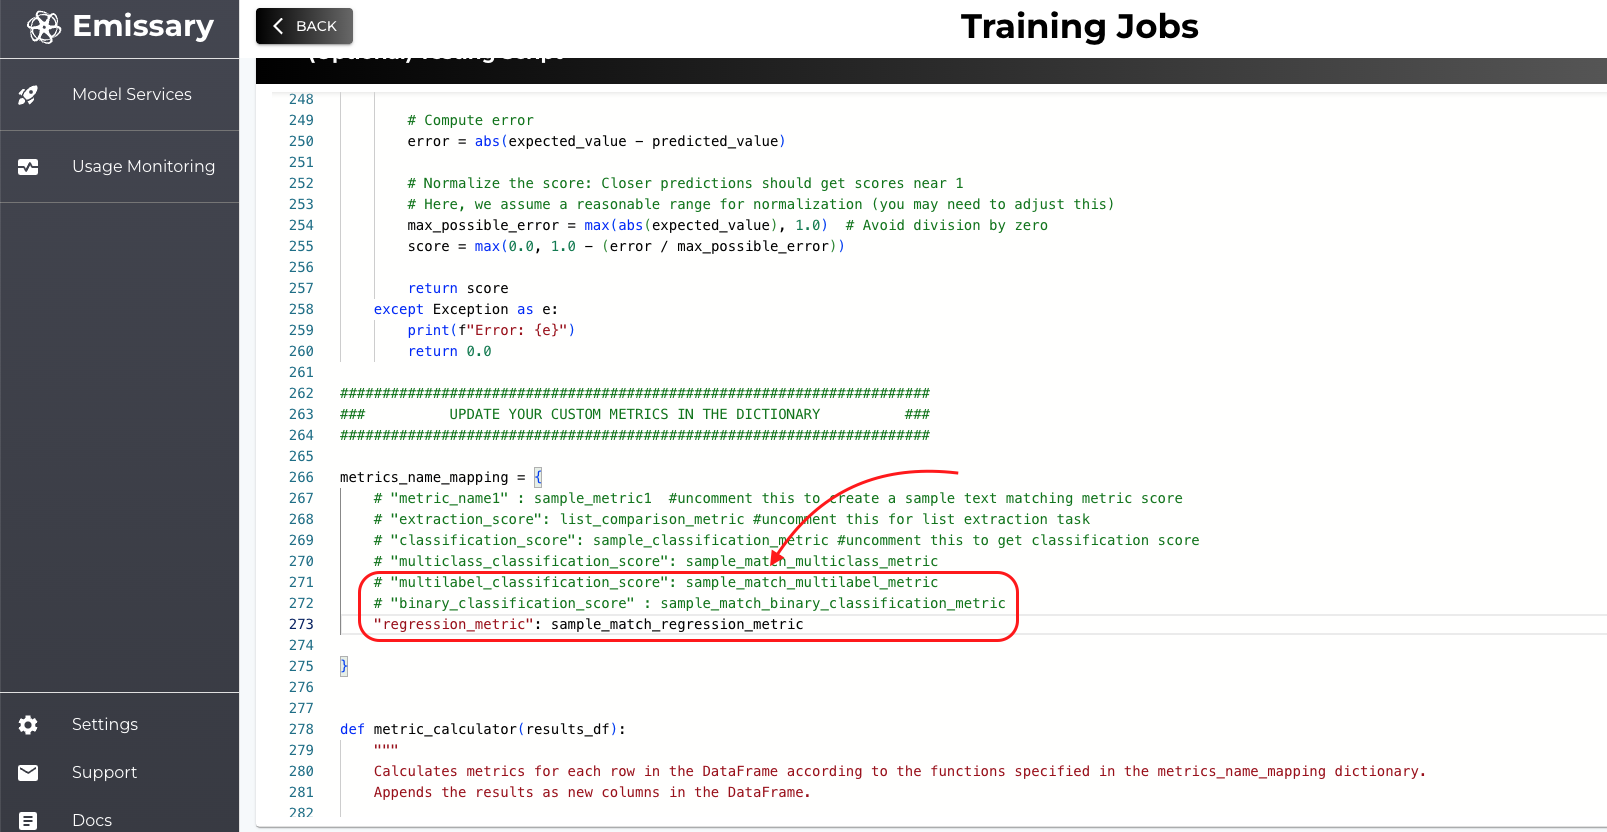 Emissary
BACK
Training Jobs
Model Services
Usage Monitoring
Settings
Support
Docs
(Optional) Testing Script
248
249 # Compute error
250 error = abs(expected_value - predicted_value)
251
252 # Normalize the score: Closer predictions should get scores near 1
253 # Here, we assume a reasonable range for normalization (you may need to adjust this)
254 max_possible_error = max(abs(expected_value), 1.0)  # Avoid division by zero
255 score = max(0.0, 1.0 - (error / max_possible_error))
256
257 return score
258 except Exception as e:
259 print(f"Error: {e}")
260 return 0.0
261
262 ######################################################################
263 ###          UPDATE YOUR CUSTOM METRICS IN THE DICTIONARY          ###
264 ######################################################################
265
266 metrics_name_mapping = {
267 # "metric_name1" : sample_metric1  #uncomment this to create a sample text matching metric score
268 # "extraction_score": list_comparison_metric #uncomment this for list extraction task
269 # "classification_score": sample_classification_metric #uncomment this to get classification score
270 # "multiclass_classification_score": sample_match_multiclass_metric
271 # "multilabel_classification_score": sample_match_multilabel_metric
272 # "binary_classification_score" : sample_match_binary_classification_metric
273 "regression_metric": sample_match_regression_metric
274
275 }
276
277
278 def metric_calculator(results_df):
279 """
280 Calculates metrics for each row in the DataFrame according to the functions specified in the metrics_name_mapping dictionary.
281 Appends the results as new columns in the DataFrame.
282